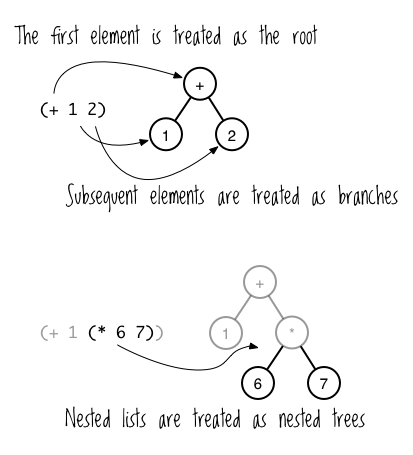 The first element is treated as the root
+
(+ 1 2)
1
2
Subsequent elements are treated as branches
+
(+ 1 (* 6 7))
1
*
6
7
Nested lists are treated as nested trees